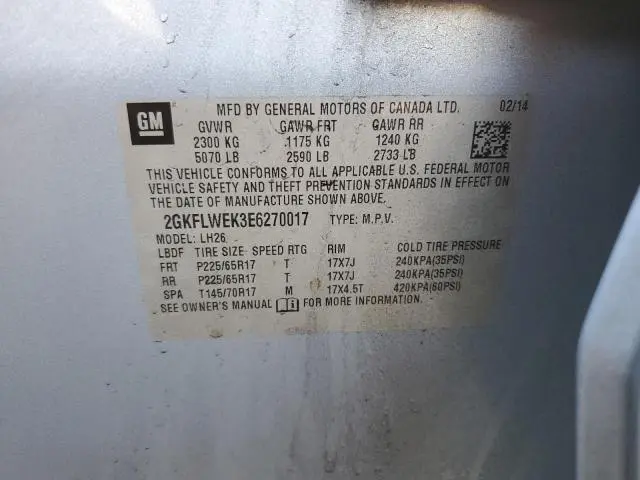 GM MFD BY GENERAL MOTORS OF CANADA LTD. 02/14
GVWR GAWR FRT GAWR RR
2300 KG 1175 KG 1240 KG
5070 LB 2590 LB 2733 LB
THIS VEHICLE CONFORMS TO ALL APPLICABLE U.S. FEDERAL MOTOR
VEHICLE SAFETY AND THEFT PREVENTION STANDARDS IN EFFECT ON
THE DATE OF MANUFACTURE SHOWN ABOVE.
2GKFLWEK3E6270017 TYPE: M.P.V.
MODEL: LH26
LBDF TIRE SIZE SPEED RTG RIM COLD TIRE PRESSURE
FRT P225/65R17 T 17X7J 240KPA(35PSI)
RR P225/65R17 T 17X7J 240KPA(35PSI)
SPA T145/70R17 M 17X4.5T 420KPA(60PSI)
SEE OWNER'S MANUAL FOR MORE INFORMATION.